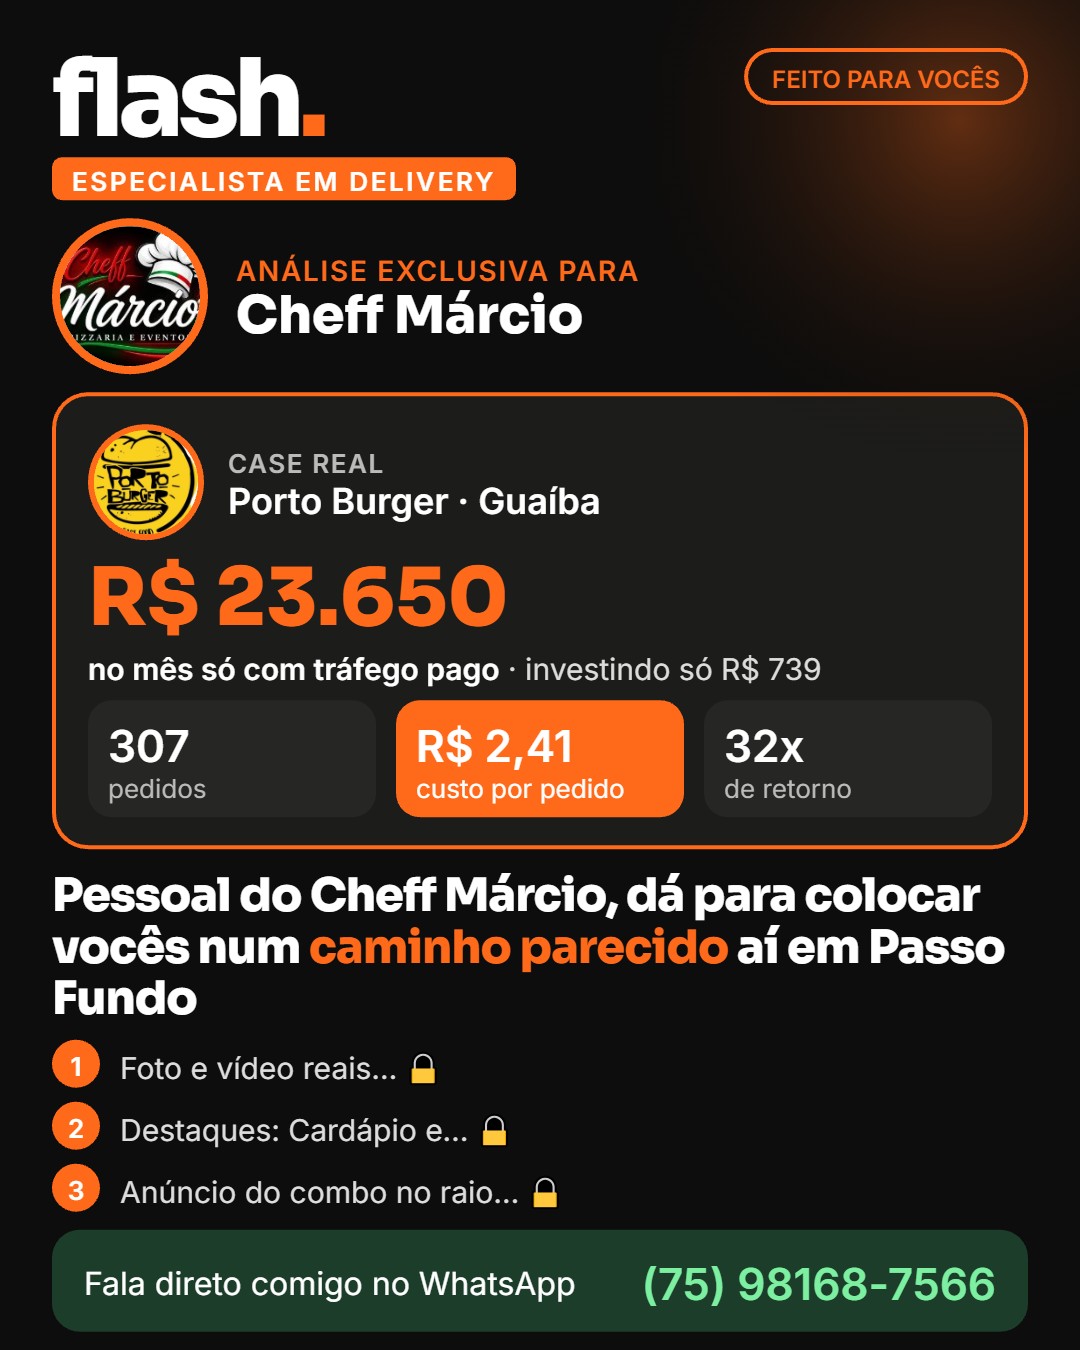 flash.
FEITO PARA VOCÊS
ESPECIALISTA EM DELIVERY
Cheff
Márcio
PIZZARIA E EVENTO
ANÁLISE EXCLUSIVA PARA
Cheff Márcio
PORTO
BURGER
CASE REAL
Porto Burger · Guaíba
R$ 23.650
no mês só com tráfego pago · investindo só R$ 739
307
pedidos
R$ 2,41
custo por pedido
32x
de retorno
Pessoal do Cheff Márcio, dá para colocar
vocês num caminho parecido aí em Passo
Fundo
1 Foto e vídeo reais... 🔒
2 Destaques: Cardápio e... 🔒
3 Anúncio do combo no raio... 🔒
Fala direto comigo no WhatsApp (75) 98168-7566